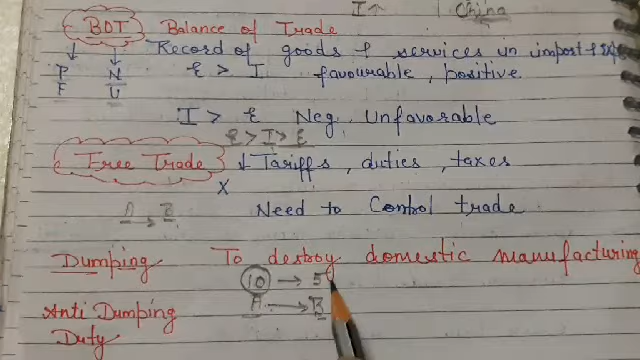 I↑ China
BOT Balance of Trade
↓ ↓ Record of goods + services in import + Exp
P N ε > I favourable, positive.
F U
I > ε Neg. Unfavorable
ε > I > ε
Free Trade ↓ Tariffs, duties, taxes
X
A → B Need to Control trade
Dumping To destroy domestic manufacturing
10 → 5
Anti Dumping A → B
Duty